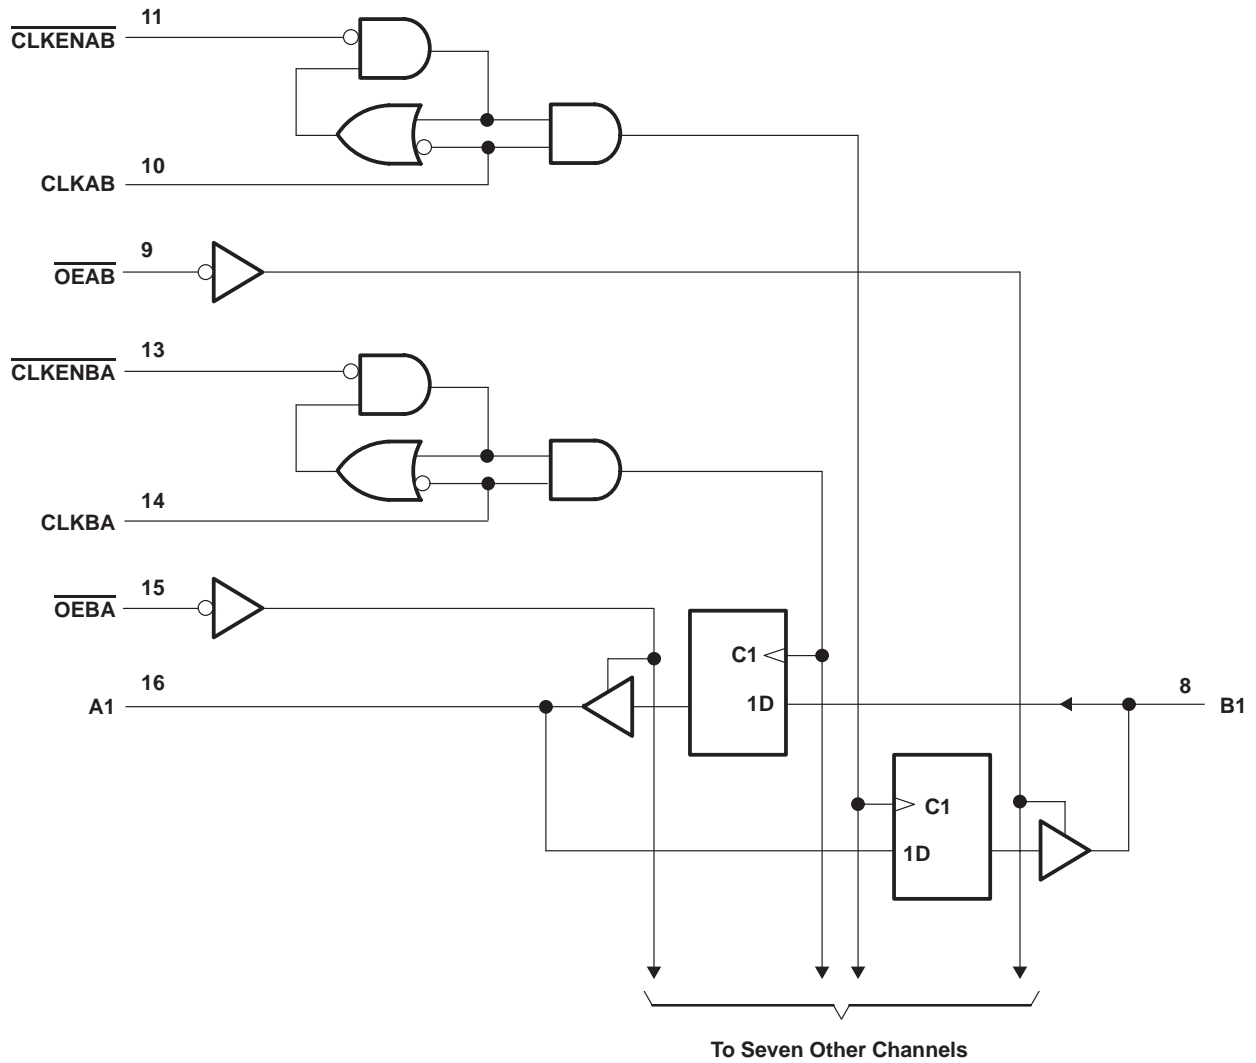 11
CLKENAB
10
CLKAB
9
OEAB
13
CLKENBA
14
CLKBA
15
OEBA
C1
16
A1
1D
8
B1
C1
1D
To Seven Other Channels